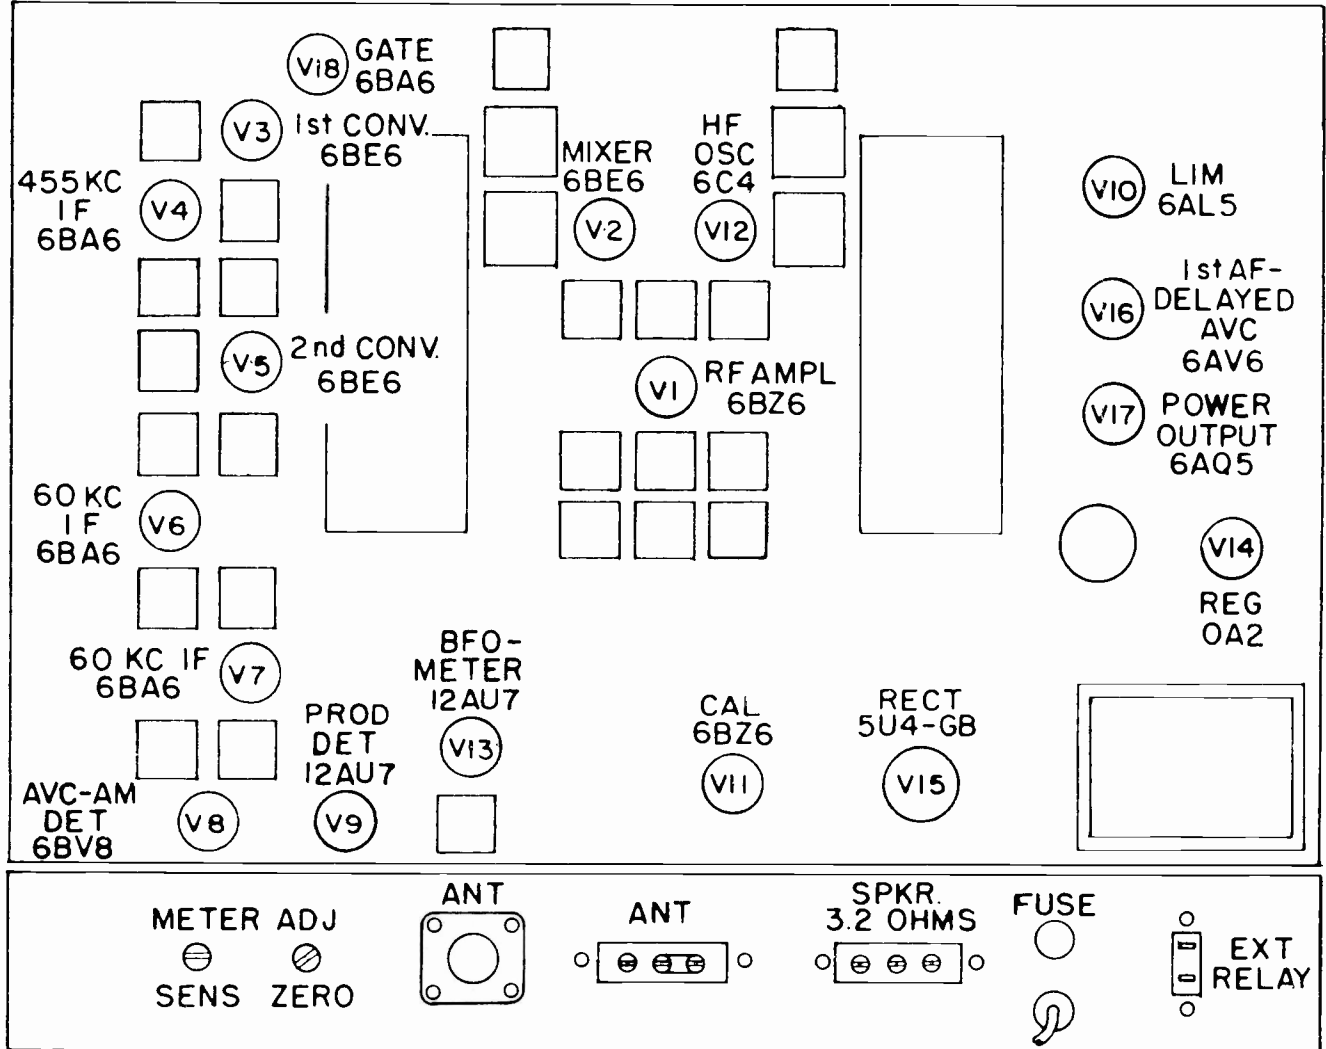 V18
GATE
6BA6
V3
1st CONV.
6BE6
455KC
IF
6BA6
V4
MIXER
6BE6
V2
HF
OSC
6C4
V12
V10
LIM
6AL5
V16
1st AF-
DELAYED
AVC
6AV6
V5
2nd CONV.
6BE6
V1
RF AMPL
6BZ6
V17
POWER
OUTPUT
6AQ5
60 KC
IF
6BA6
V6
V14
REG
OA2
60 KC IF
6BA6
V7
BFO-
METER
12AU7
V13
PROD
DET
12AU7
V9
CAL
6BZ6
V11
RECT
5U4-GB
V15
AVC-AM
DET
6BV8
V8
METER ADJ
SENS ZERO
ANT
ANT
SPKR.
3.2 OHMS
FUSE
EXT
RELAY